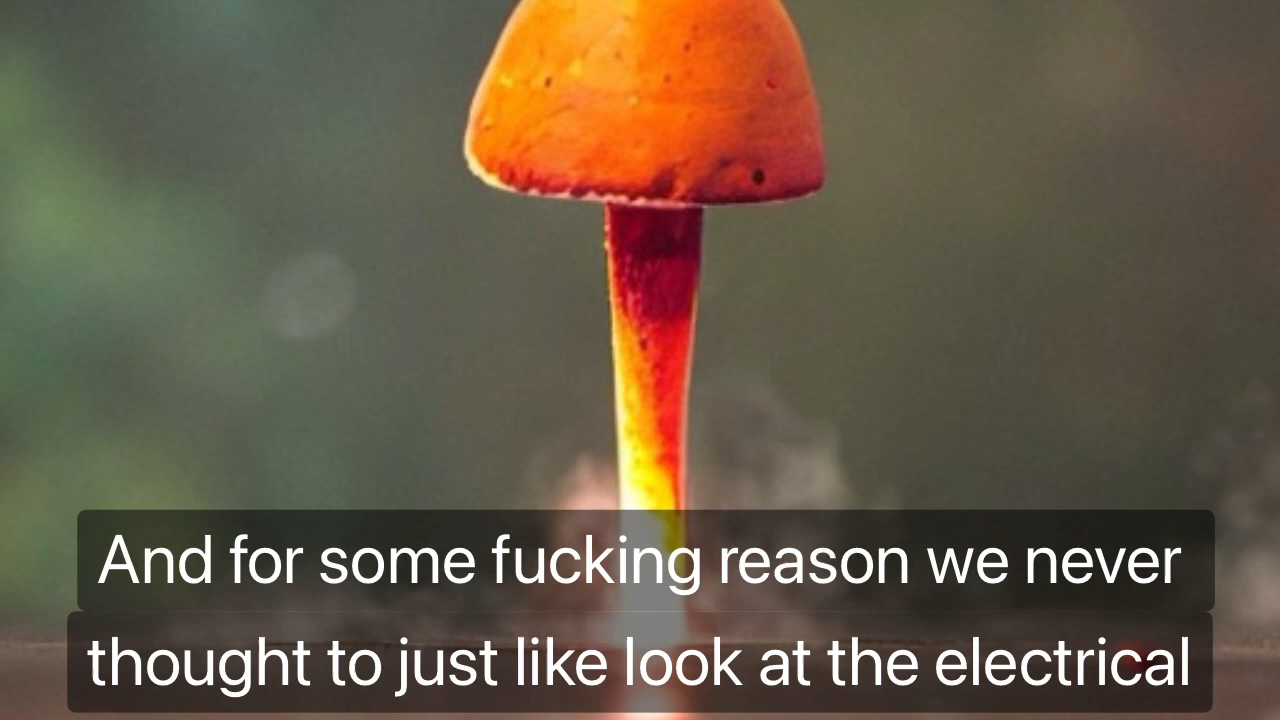 And for some fucking reason we never
thought to just like look at the electrical